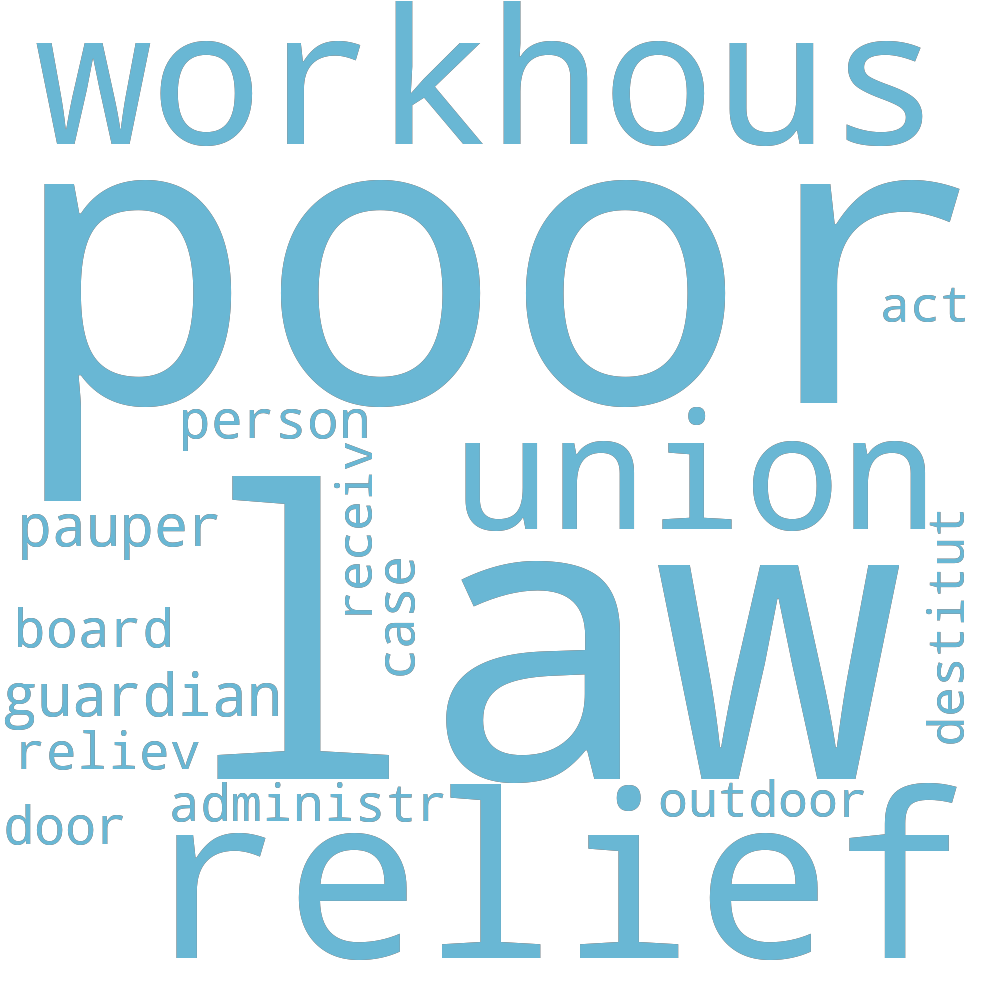 workhous
poor
act
person
union
receiv
pauper
law
destitut
case
board
guardian
reliev
administr
outdoor
door
relief